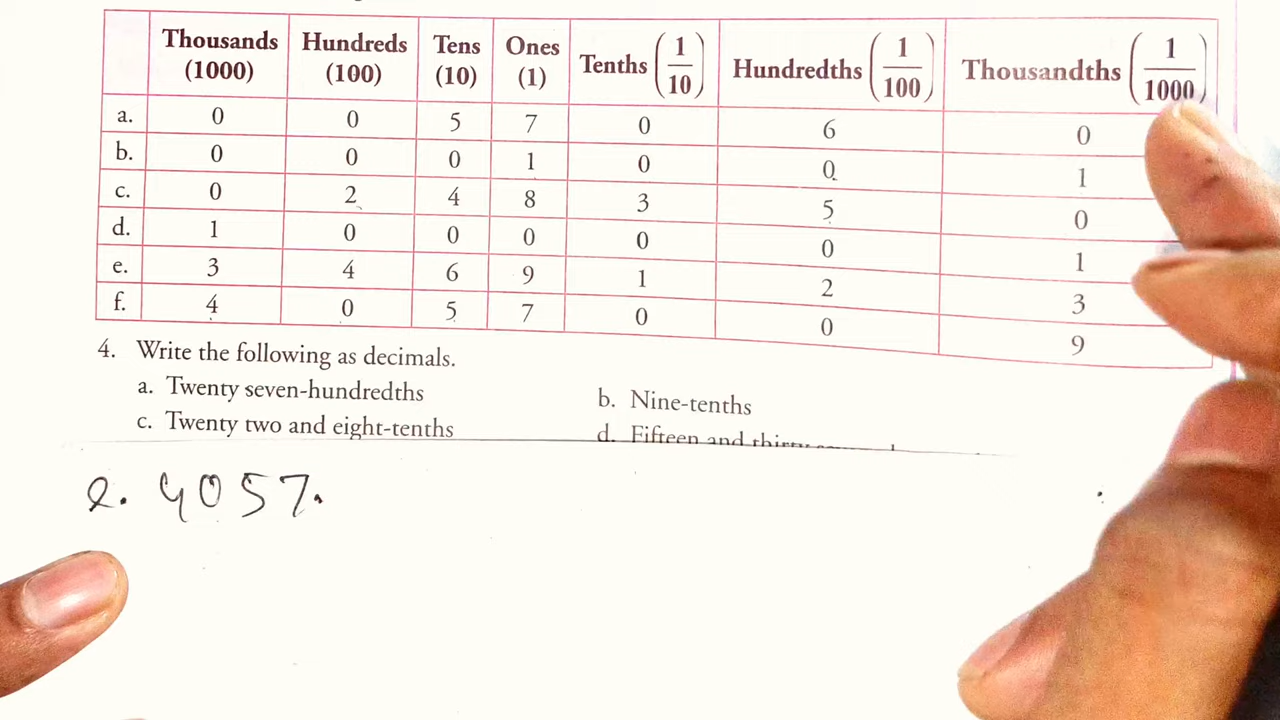 Thousands (1000) Hundreds (100) Tens (10) Ones (1) Tenths (1/10) Hundredths (1/100) Thousandths (1/1000)
a. 0 0 5 7 0 6 0
b. 0 0 0 1 0 0 1
c. 0 2 4 8 3 5 0
d. 1 0 0 0 0 0 1
e. 3 4 6 9 1 2 3
f. 4 0 5 7 0 0 9
4. Write the following as decimals.
a. Twenty seven-hundredths b. Nine-tenths
c. Twenty two and eight-tenths d. Fifteen and
e. 4057.